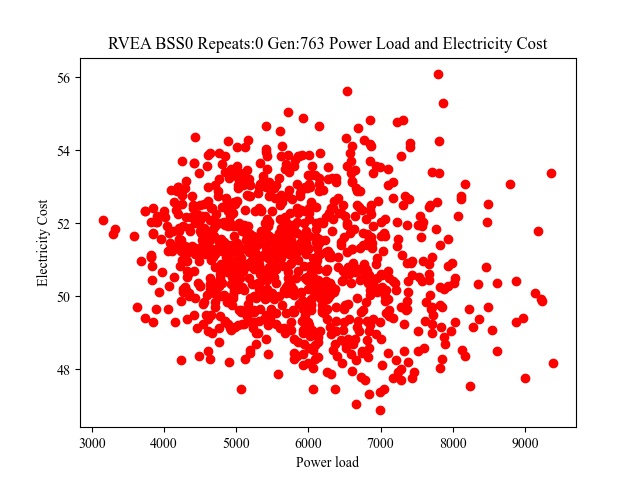 RVEA BSS0 Repeats:0 Gen:763 Power Load and Electricity Cost
56
54
52
50
48
Electricity Cost
3000 4000 5000 6000 7000 8000 9000
Power load